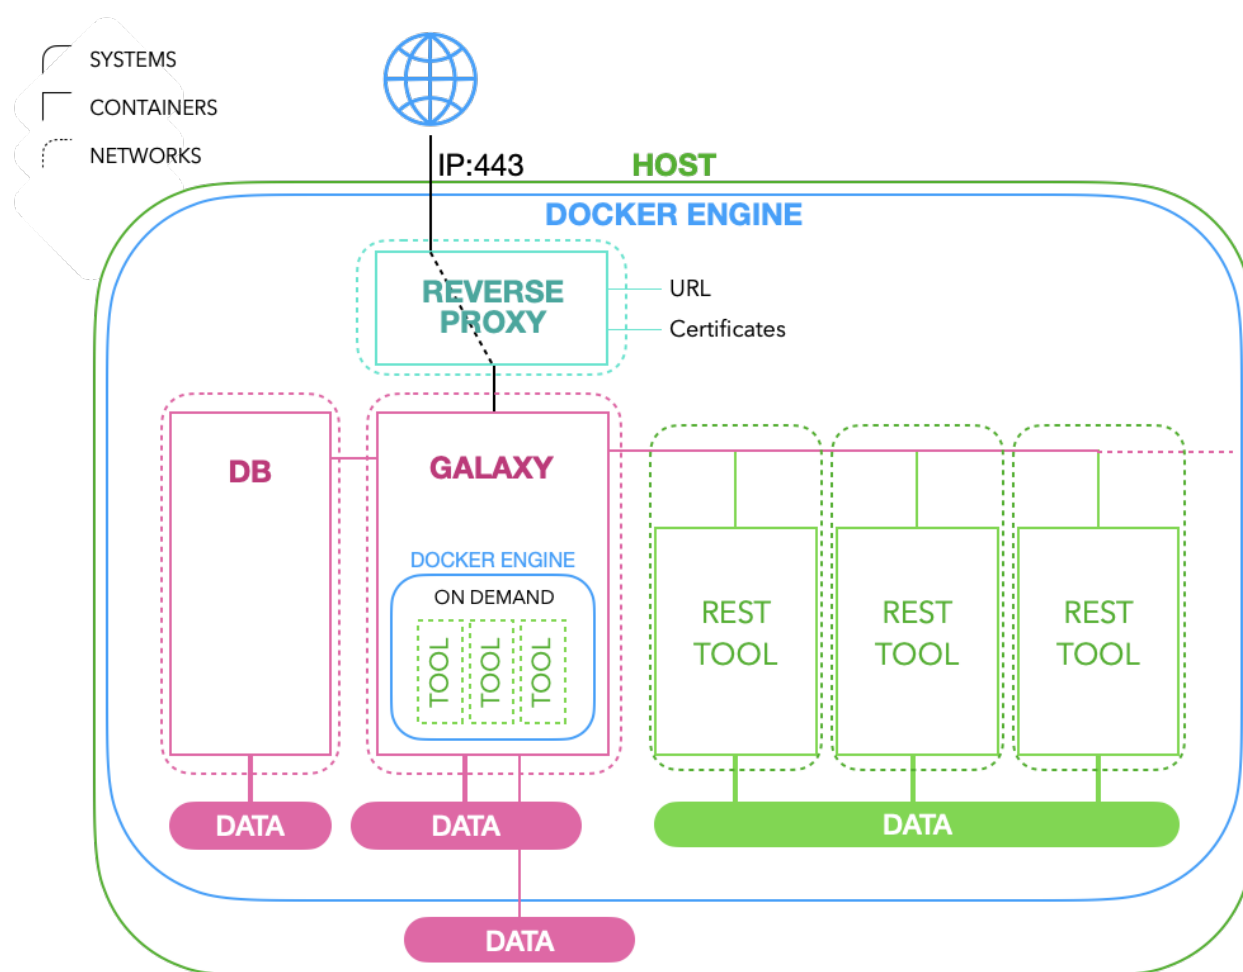 SYSTEMS
CONTAINERS
NETWORKS
IP:443
HOST
DOCKER ENGINE
REVERSE
PROXY
URL
Certificates
DB
GALAXY
DOCKER ENGINE
ON DEMAND
TOOL
TOOL
TOOL
REST
TOOL
REST
TOOL
REST
TOOL
DATA
DATA
DATA
DATA